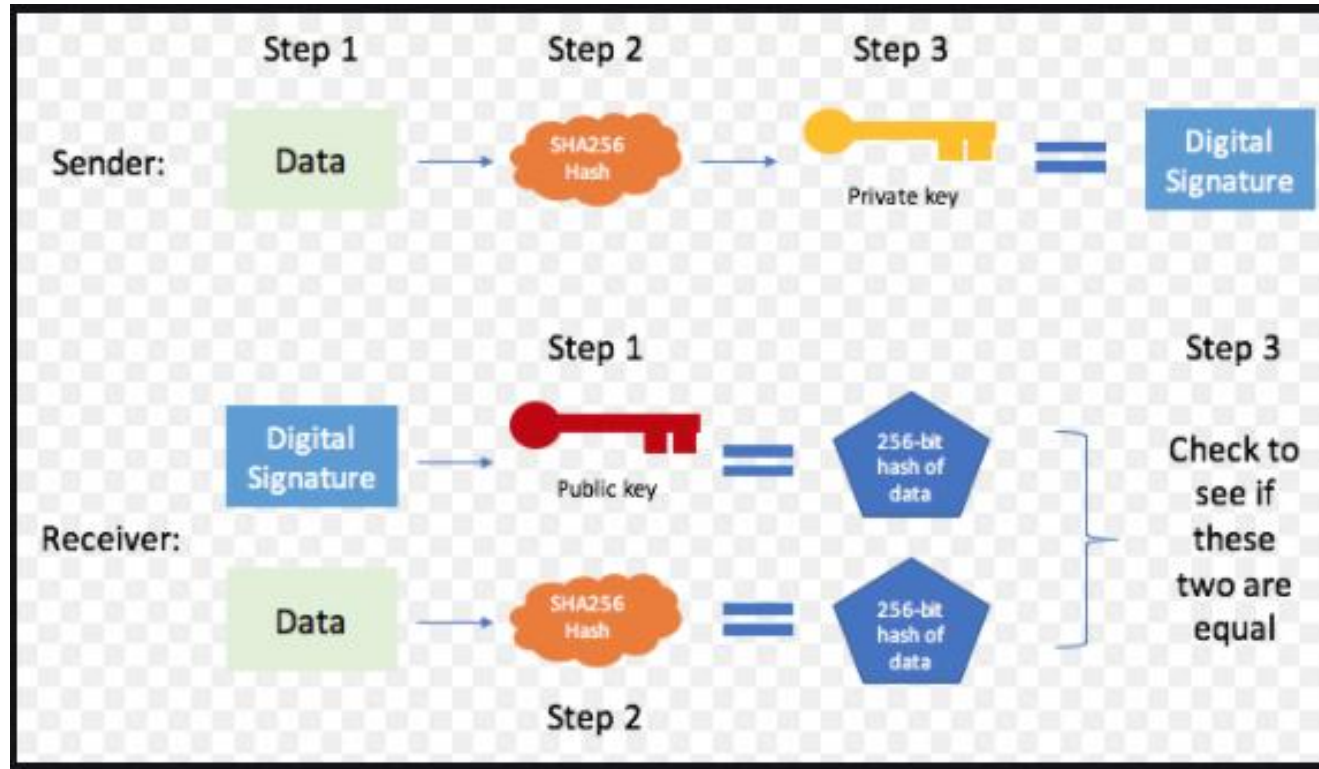 Step 1
Step 2
Step 3
Sender:
Data
SHA256
Hash
Private key
Digital
Signature
Step 1
Step 3
Receiver:
Digital
Signature
Public key
256-bit
hash of
data
Data
SHA256
Hash
256-bit
hash of
data
Check to
see if
these
two are
equal
Step 2